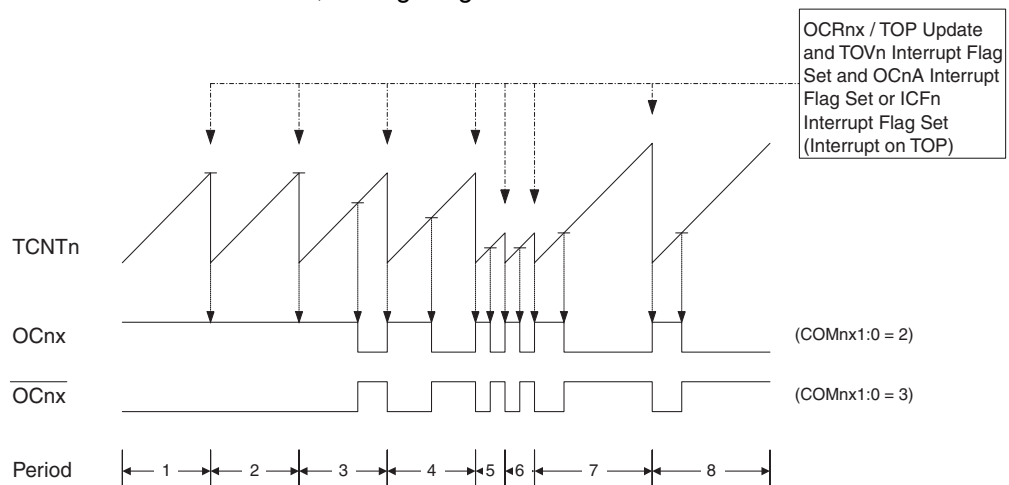 OCRnx / TOP Update
and TOVn Interrupt Flag
Set and OCnA Interrupt
Flag Set or ICFn
Interrupt Flag Set
(Interrupt on TOP)
TCNTn
OCnx
(COMnx1:0 = 2)
OCnx
(COMnx1:0 = 3)
Period
1 2 3 4 5 6 7 8